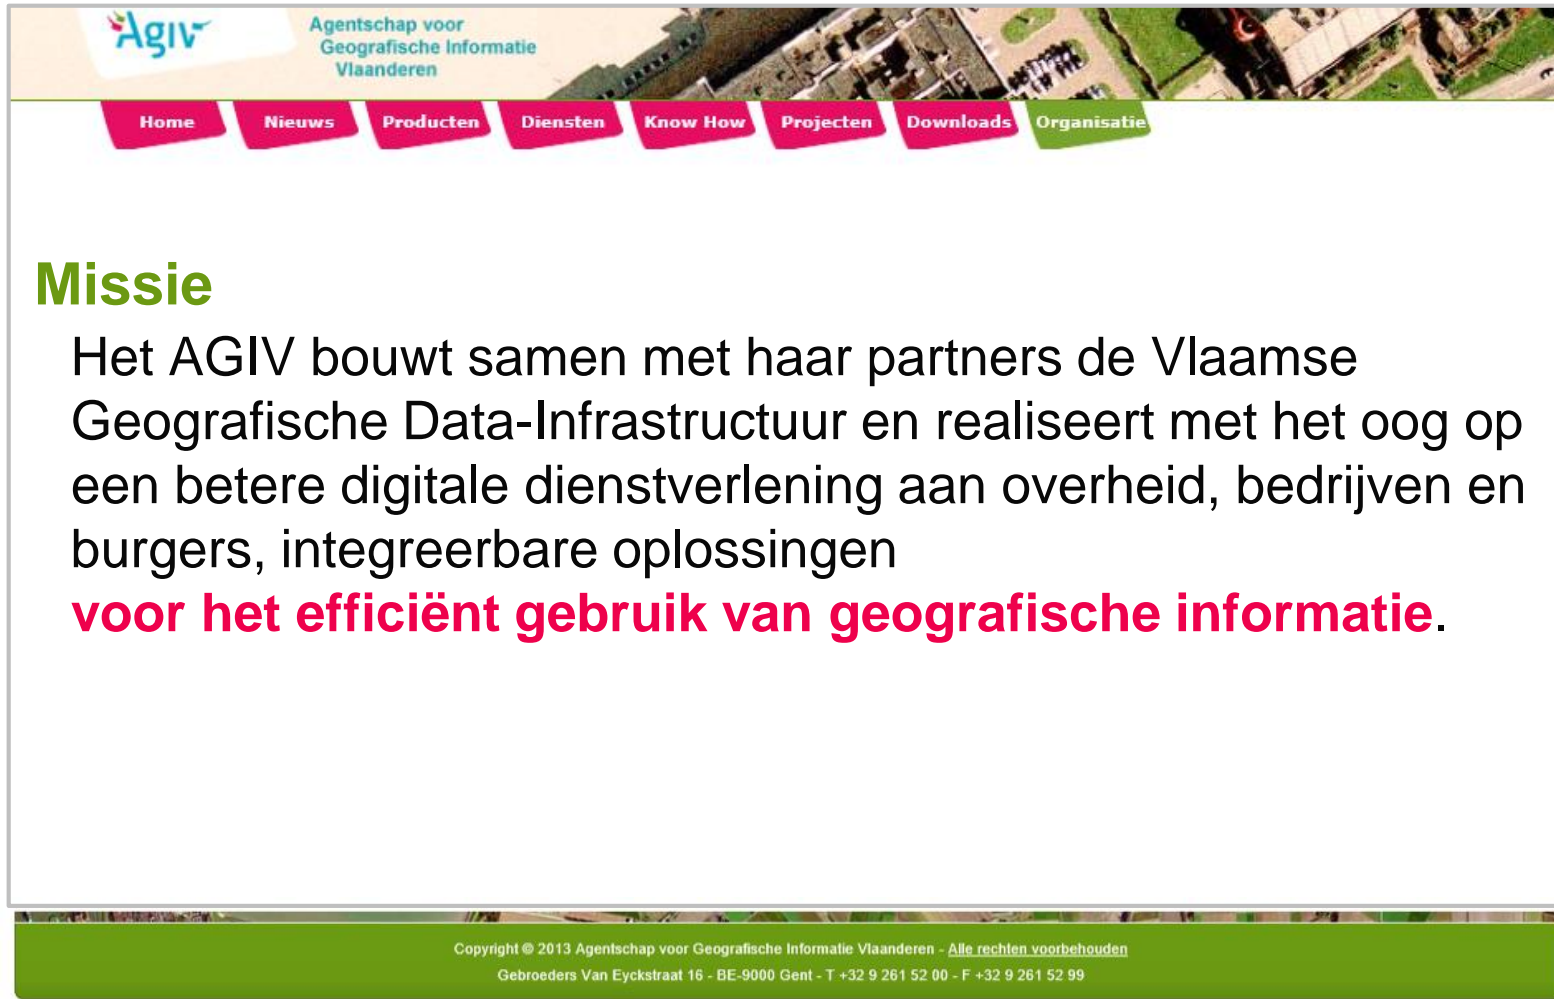 Agiv
Agentschap voor
Geografische Informatie
Vlaanderen
Home Nieuws Producten Diensten Know How Projecten Downloads Organisatie
Missie
Het AGIV bouwt samen met haar partners de Vlaamse
Geografische Data-Infrastructuur en realiseert met het oog op
een betere digitale dienstverlening aan overheid, bedrijven en
burgers, integreerbare oplossingen
voor het efficiënt gebruik van geografische informatie.
Copyright © 2013 Agentschap voor Geografische Informatie Vlaanderen - Alle rechten voorbehouden
Gebroeders Van Eyckstraat 16 - BE-9000 Gent - T +32 9 261 52 00 - F +32 9 261 52 99